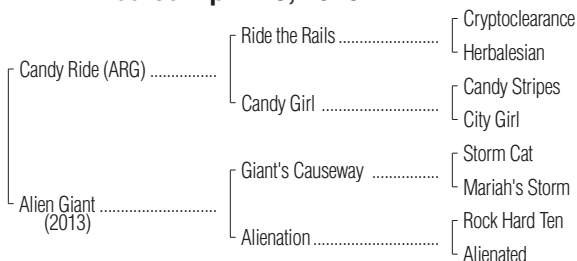 Cryptoclearance
Ride the Rails
Herbalesian
Candy Ride (ARG)
Candy Stripes
Candy Girl
City Girl
Storm Cat
Giant's Causeway
Mariah's Storm
Alien Giant
(2013)
Rock Hard Ten
Alienation
Alienated